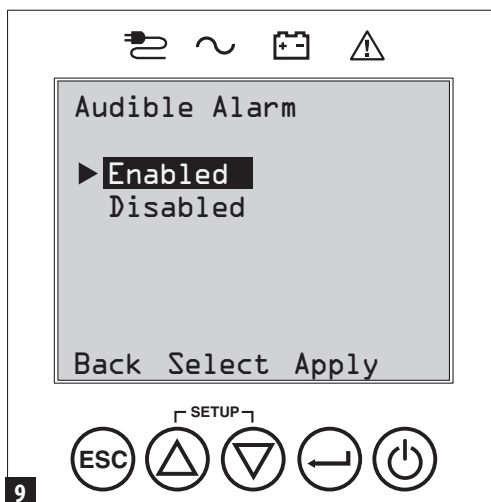 Audible Alarm
Enabled
Disabled
Back Select Apply
SETUP
ESC
9